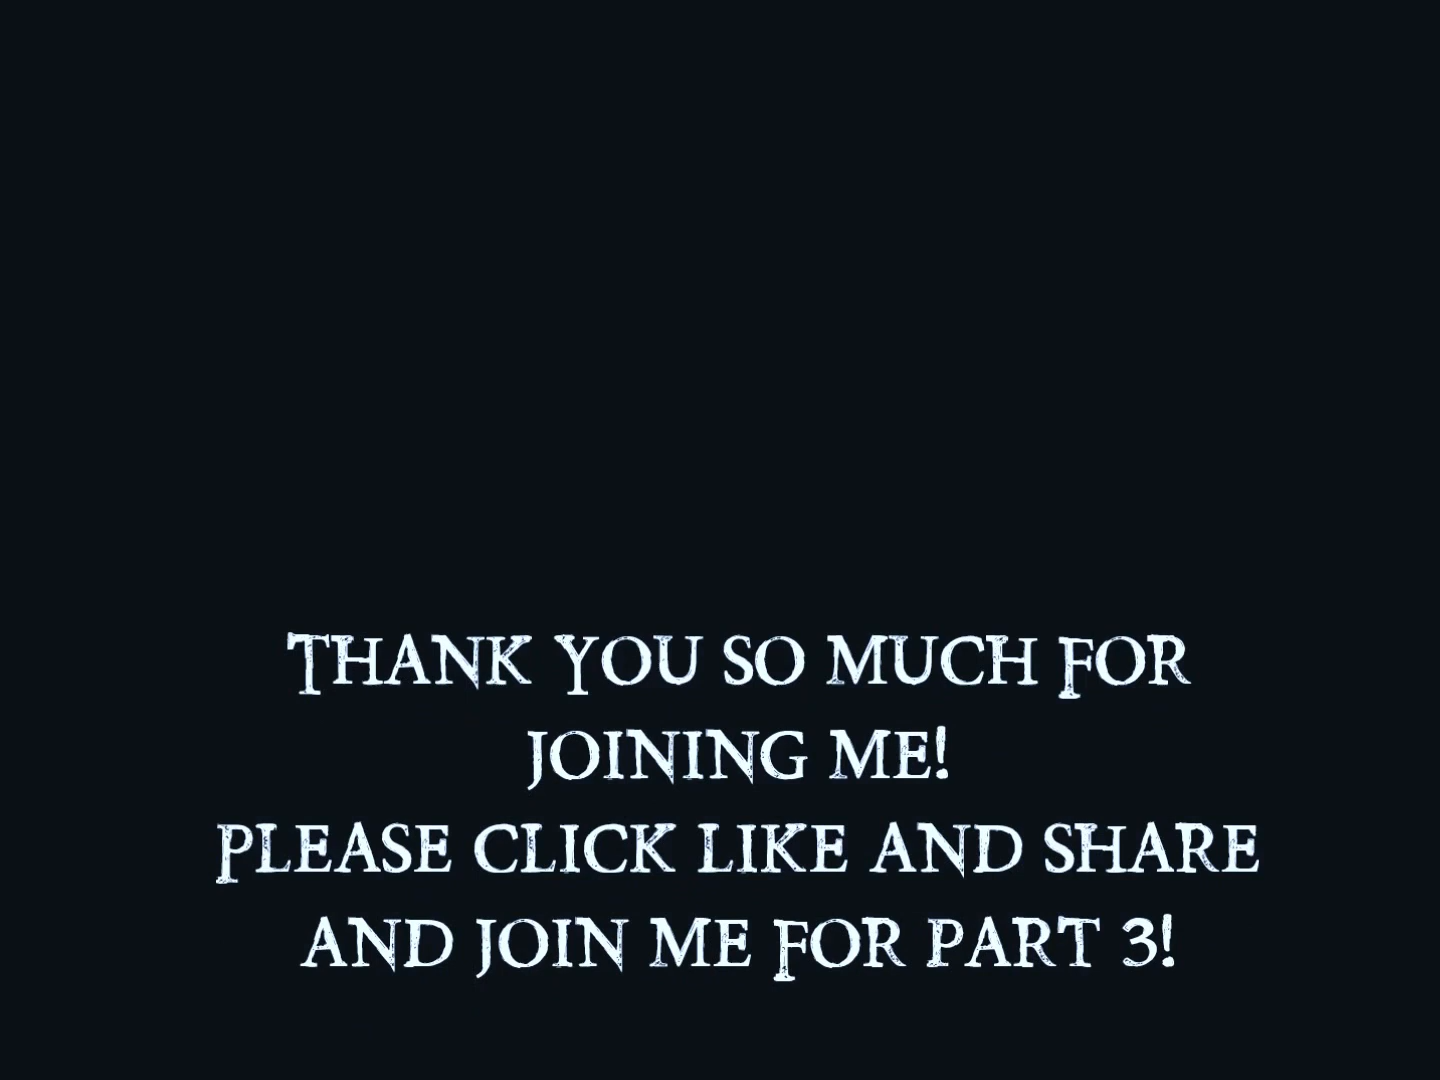 THANK YOU SO MUCH FOR
JOINING ME!
PLEASE CLICK LIKE AND SHARE
AND JOIN ME FOR PART 3!